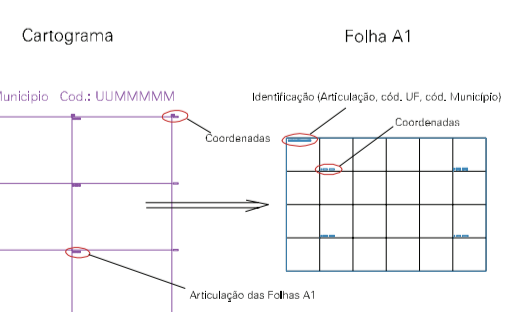 Cartograma
Folha A1
Município Cod.: UUMMMMM
Identificação (Articulação, cód. UF, cód. Município)
Coordenadas
Coordenadas
Articulação das Folhas A1